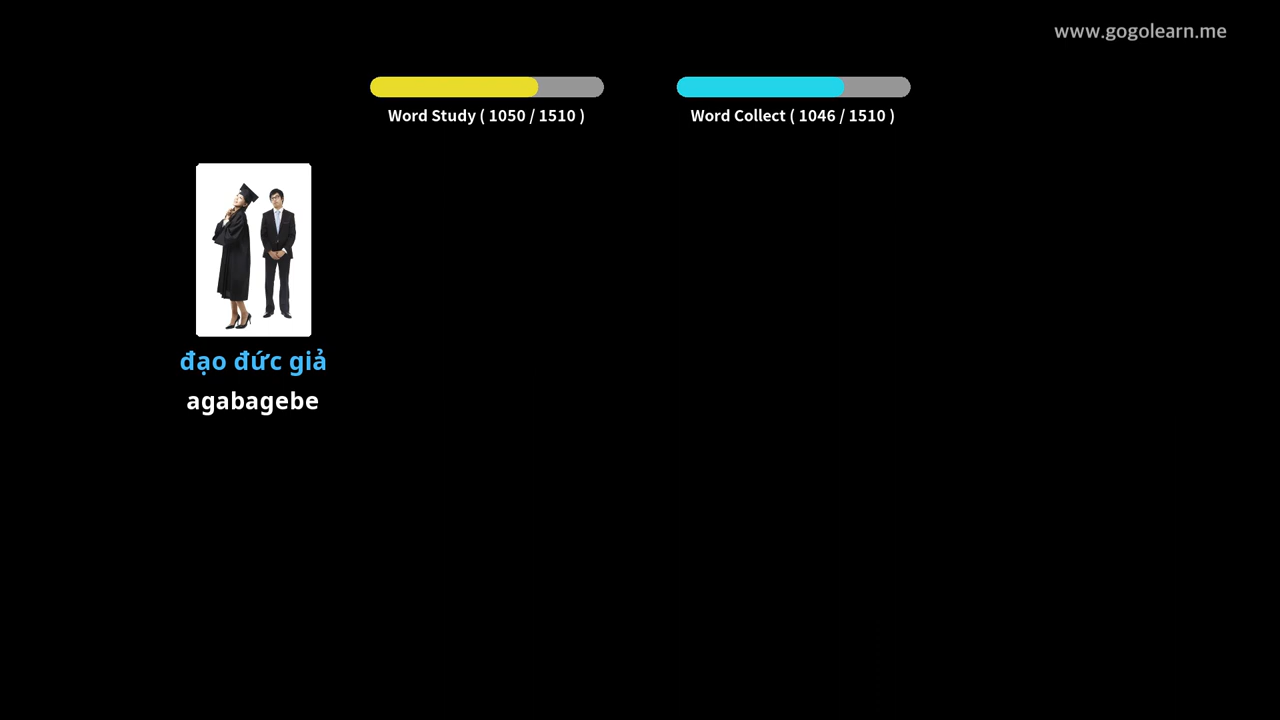 www.gogolearn.me
Word Study ( 1050 / 1510 )
Word Collect ( 1046 / 1510 )
đạo đức giả
agabagebe